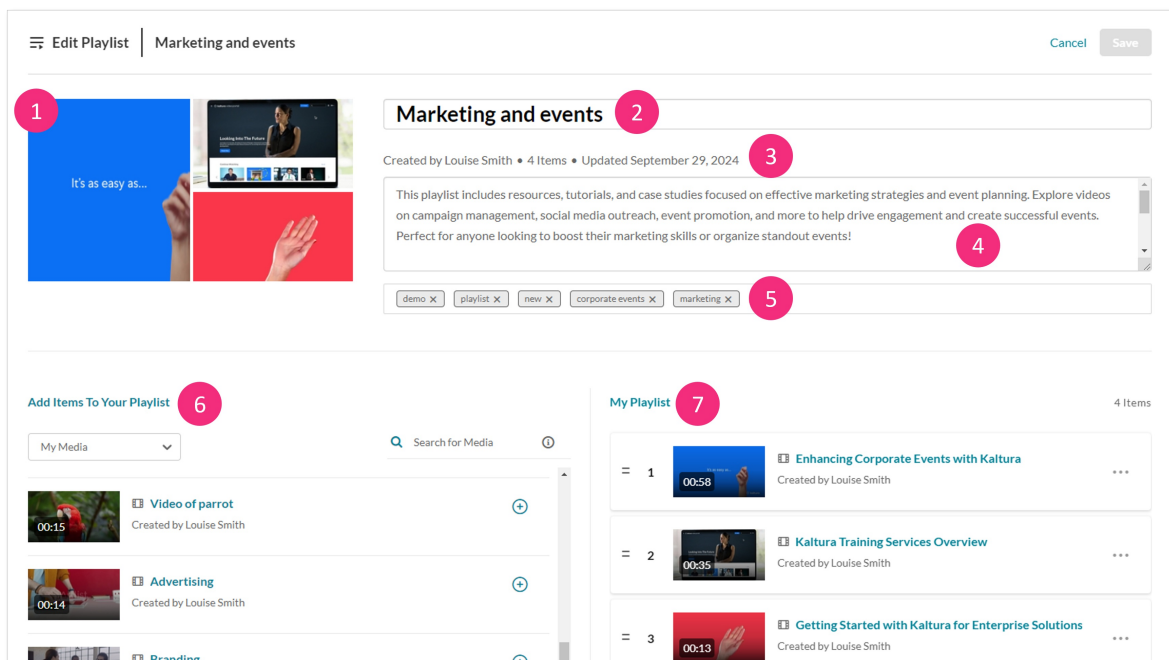 Edit Playlist
Marketing and events
Cancel
Save
1
It's as easy as...
Looking Into The Future
Marketing and events
2
Created by Louise Smith • 4 Items • Updated September 29, 2024
3
This playlist includes resources, tutorials, and case studies focused on effective marketing strategies and event planning. Explore videos
on campaign management, social media outreach, event promotion, and more to help drive engagement and create successful events.
Perfect for anyone looking to boost their marketing skills or organize standout events!
4
demo
playlist
new
corporate events
marketing
5
Add Items To Your Playlist
6
My Media
Search for Media
00:15
Video of parrot
Created by Louise Smith
00:14
Advertising
Created by Louise Smith
Branding
My Playlist
7
4 Items
1
00:58
Enhancing Corporate Events with Kaltura
Created by Louise Smith
2
00:35
Kaltura Training Services Overview
Created by Louise Smith
3
00:13
Getting Started with Kaltura for Enterprise Solutions
Created by Louise Smith